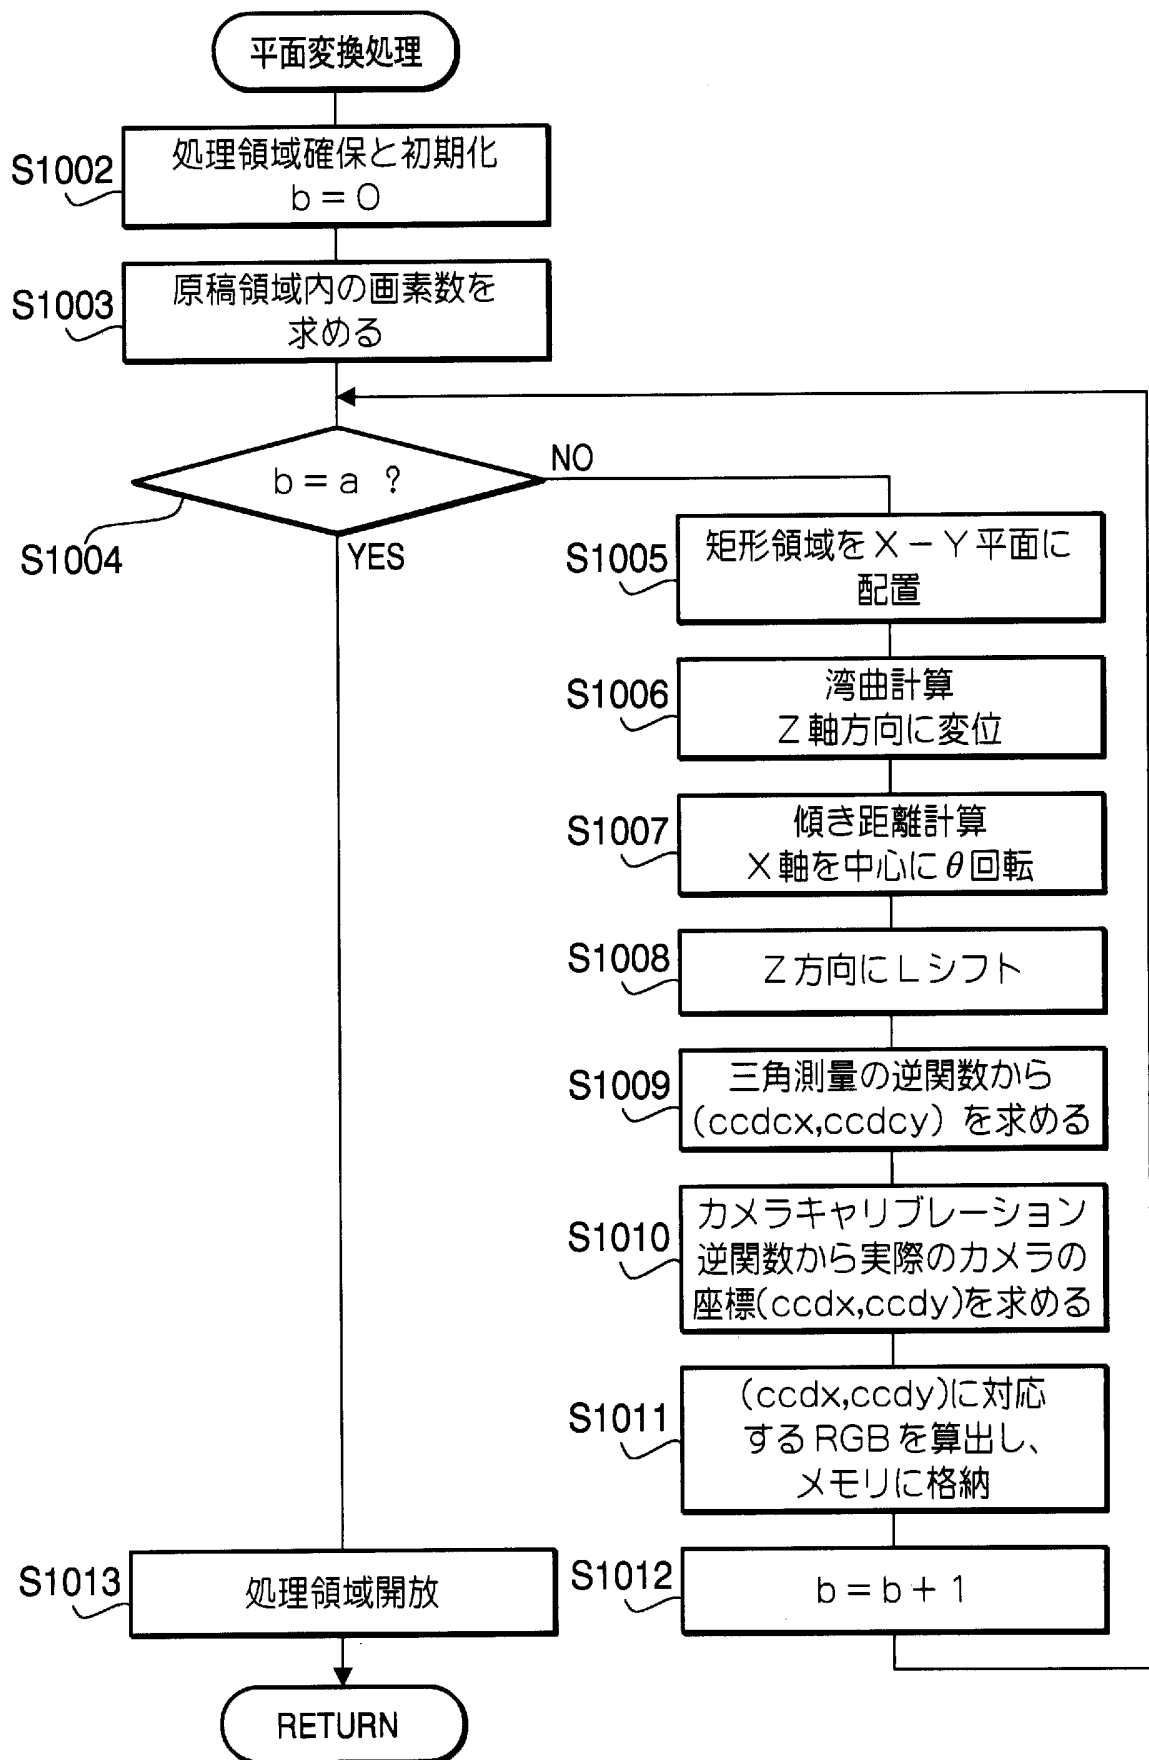 平面変換処理
S1002
処理領域確保と初期化
b = 0
S1003
原稿領域内の画素数を
求める
b = a ?
NO
S1004
YES
S1005
矩形領域をX－Y平面に
配置
S1006
湾曲計算
Z軸方向に変位
S1007
傾き距離計算
X軸を中心にθ回転
S1008
Z方向にLシフト
S1009
三角測量の逆関数から
(ccdcx,ccdcy) を求める
S1010
カメラキャリブレーション
逆関数から実際のカメラの
座標(ccdx,ccdy)を求める
S1011
(ccdx,ccdy)に対応
するRGBを算出し、
メモリに格納
S1012
b = b + 1
S1013
処理領域開放
RETURN